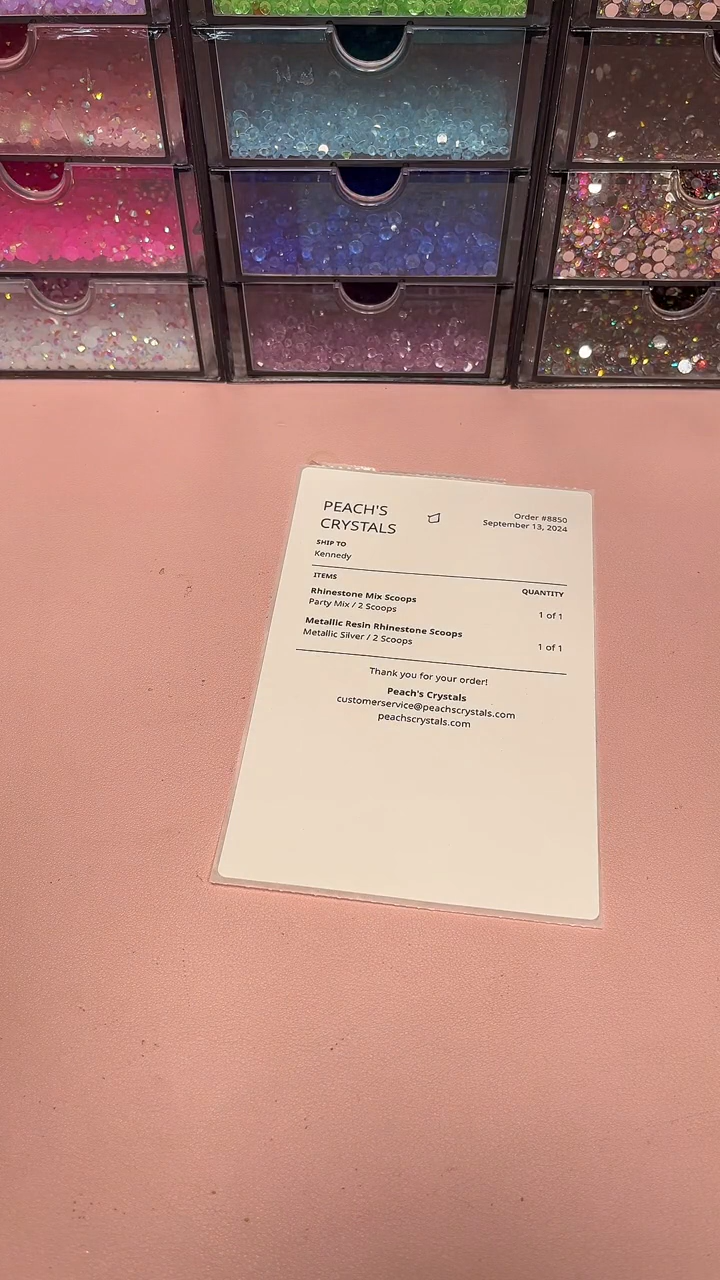 PEACH'S
CRYSTALS
Order #8850
September 13, 2024
SHIP TO
Kennedy
ITEMS QUANTITY
Rhinestone Mix Scoops
Party Mix / 2 Scoops 1 of 1
Metallic Resin Rhinestone Scoops
Metallic Silver / 2 Scoops 1 of 1
Thank you for your order!
Peach's Crystals
customerservice@peachscrystals.com
peachscrystals.com